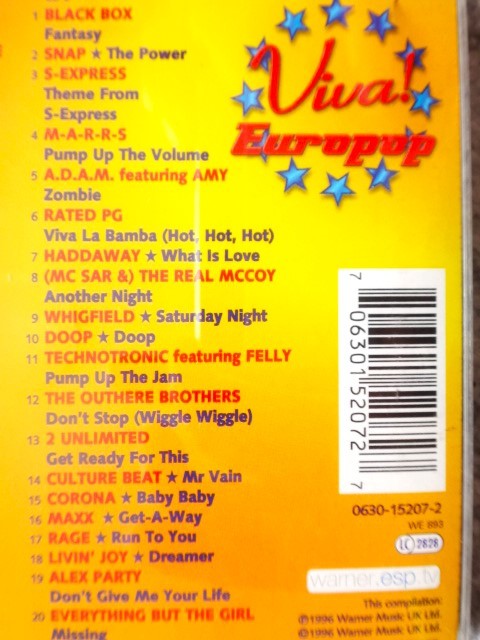 1 BLACK BOX
Fantasy
2 SNAP ★ The Power
3 S-EXPRESS
Theme From
S-Express
4 M-A-R-R-S
Pump Up The Volume
5 A.D.A.M. featuring AMY
Zombie
6 RATED PG
Viva La Bamba (Hot, Hot, Hot)
7 HADDAWAY ★ What Is Love
8 (MC SAR &) THE REAL MCCOY
Another Night
9 WHIGFIELD ★ Saturday Night
10 DOOP ★ Doop
11 TECHNOTRONIC featuring FELLY
Pump Up The Jam
12 THE OUTHERE BROTHERS
Don't Stop (Wiggle Wiggle)
13 2 UNLIMITED
Get Ready For This
14 CULTURE BEAT ★ Mr Vain
15 CORONA ★ Baby Baby
16 MAXX ★ Get-A-Way
17 RAGE ★ Run To You
18 LIVIN' JOY ★ Dreamer
19 ALEX PARTY
Don't Give Me Your Life
20 EVERYTHING BUT THE GIRL
Missing
Viva!
Europop
7 06301 52072 7
0630-15207-2
WE 893
LC 2828
warner.esp.tv
This compilation:
℗1996 Warner Music UK Ltd.
©1996 Warner Music UK Ltd.